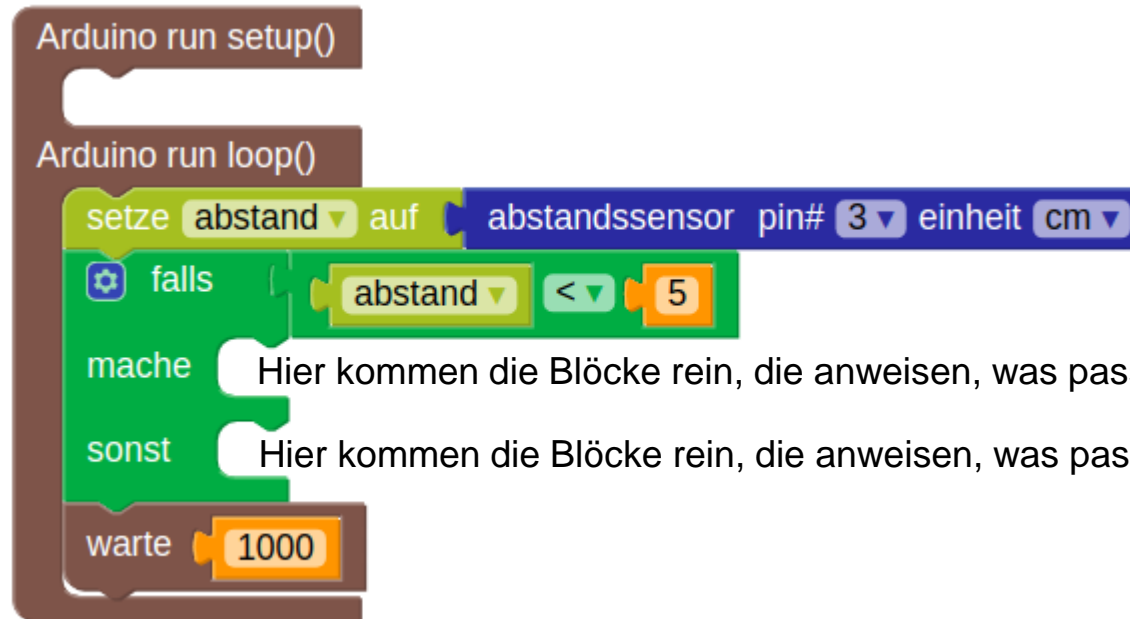 Arduino run setup()
Arduino run loop()
setze abstand auf abstandssensor pin# 3 einheit cm
falls abstand < 5
mache Hier kommen die Blöcke rein, die anweisen, was pas
sonst Hier kommen die Blöcke rein, die anweisen, was pas
warte 1000